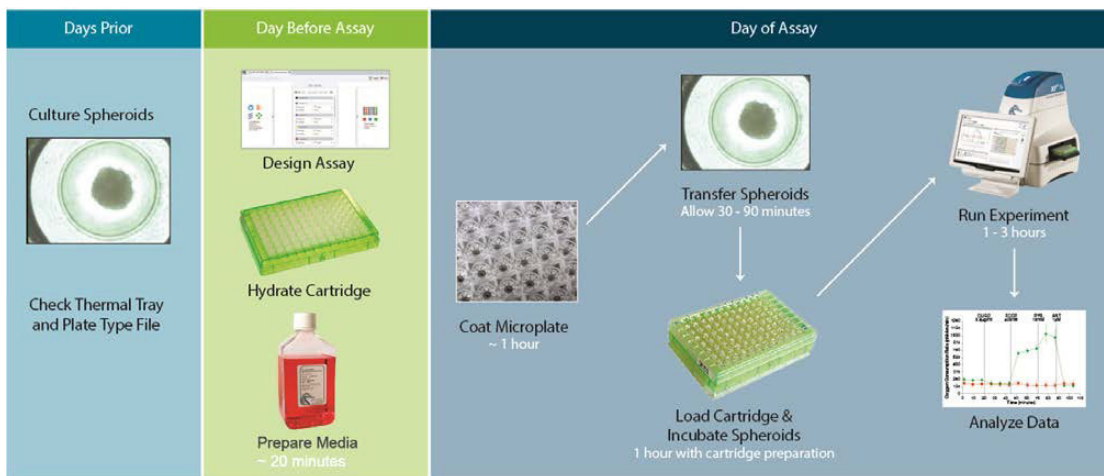 Days Prior
Culture Spheroids
Check Thermal Tray
and Plate Type File
Day Before Assay
Design Assay
Hydrate Cartridge
Prepare Media
~ 20 minutes
Day of Assay
Coat Microplate
~ 1 hour
Transfer Spheroids
Allow 30 - 90 minutes
Load Cartridge &
Incubate Spheroids
1 hour with cartridge preparation
Run Experiment
1 - 3 hours
Time (minutes)
Analyze Data